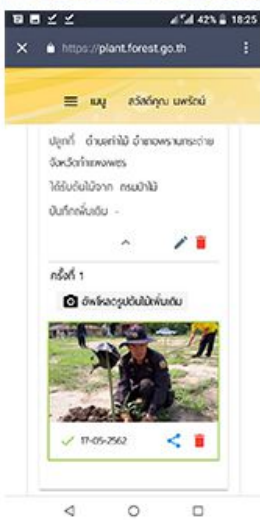 42% 18:25
https://plant.forest.go.th
เมนู สวัสดีคุณ นพรัตน์
ปลูกที่ ตำบลท่าไม้ อำเภอพรานกระต่าย
จังหวัดกำแพงเพชร
ได้รับต้นไม้จาก กรมป่าไม้
บันทึกเพิ่มเติม -
ครั้งที่ 1
อัพโหลดรูปต้นไม้เพิ่มเติม
17-05-2562